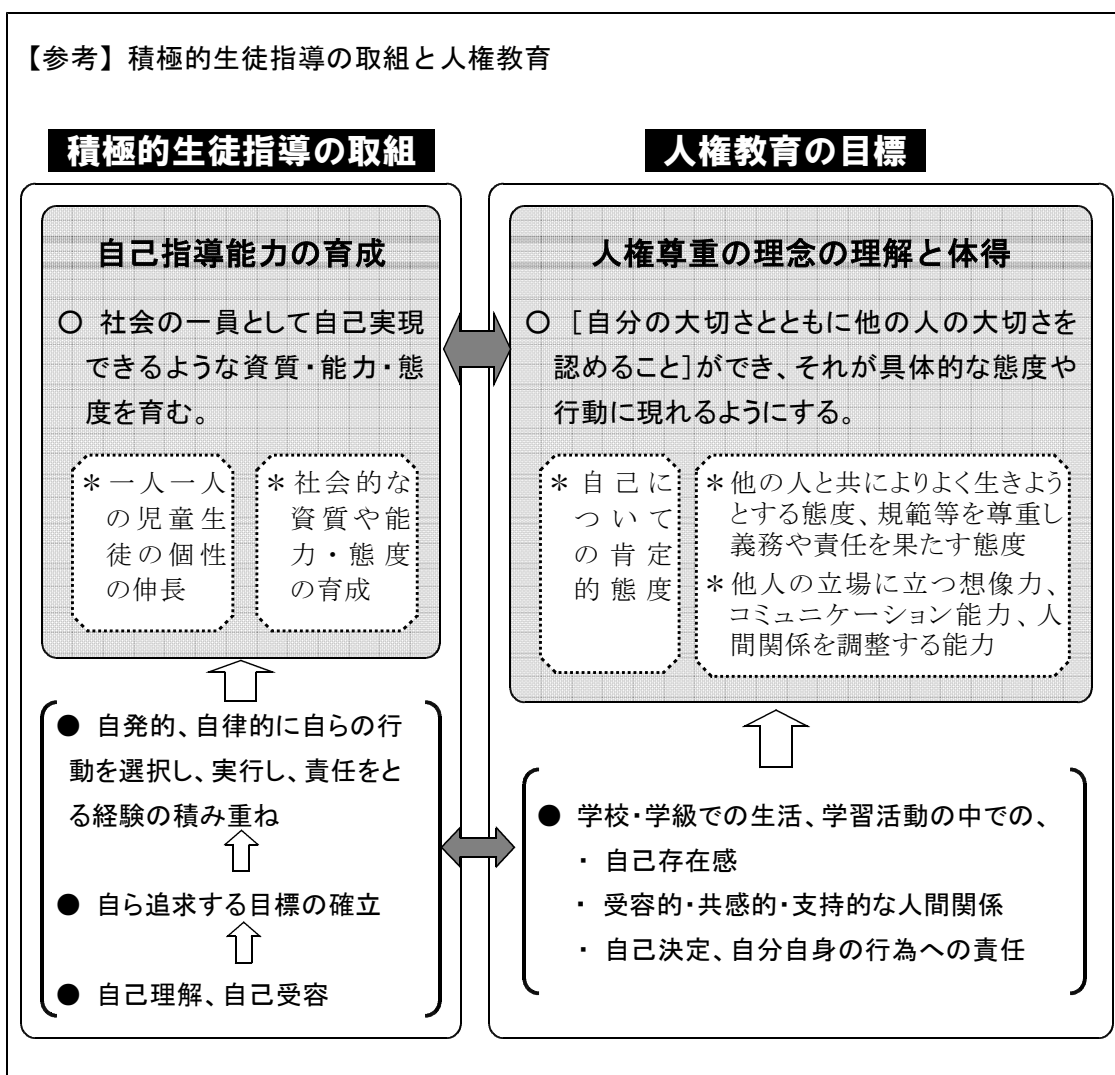 【参考】積極的生徒指導の取組と人権教育
積極的生徒指導の取組
自己指導能力の育成
○ 社会の一員として自己実現
できるような資質・能力・態
度を育む。
＊一人一人
の児童生
徒の個性
の伸長
＊社会的な
資質や能
力・態度
の育成
● 自発的、自律的に自らの行
動を選択し、実行し、責任をと
る経験の積み重ね
● 自ら追求する目標の確立
● 自己理解、自己受容
人権教育の目標
人権尊重の理念の理解と体得
○ ［自分の大切さとともに他の人の大切さを
認めること］ができ、それが具体的な態度や
行動に現れるようにする。
＊自己に
ついて
の肯定
的態度
＊他の人と共によりよく生きよう
とする態度、規範等を尊重し
義務や責任を果たす態度
＊他人の立場に立つ想像力、
コミュニケーション能力、人
間関係を調整する能力
● 学校・学級での生活、学習活動の中での、
・ 自己存在感
・ 受容的・共感的・支持的な人間関係
・ 自己決定、自分自身の行為への責任